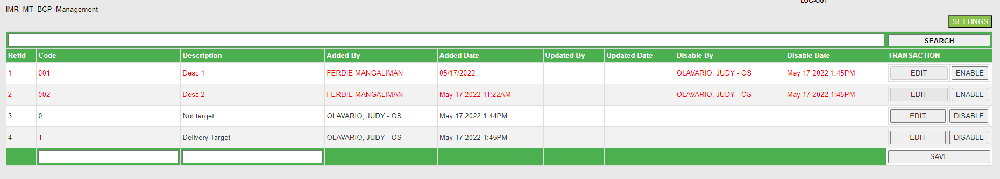 LOG-OUT
IMR_MT_BCP_Management
SETTINGS
SEARCH
RefId Code Description Added By Added Date Updated By Updated Date Disable By Disable Date TRANSACTION
1 001 Desc 1 FERDIE MANGALIMAN 05/17/2022 OLAVARIO, JUDY - OS May 17 2022 1:45PM EDIT ENABLE
2 002 Desc 2 FERDIE MANGALIMAN May 17 2022 11:22AM OLAVARIO, JUDY - OS May 17 2022 1:45PM EDIT ENABLE
3 0 Not target OLAVARIO, JUDY - OS May 17 2022 1:44PM EDIT DISABLE
4 1 Delivery Target OLAVARIO, JUDY - OS May 17 2022 1:45PM EDIT DISABLE
SAVE